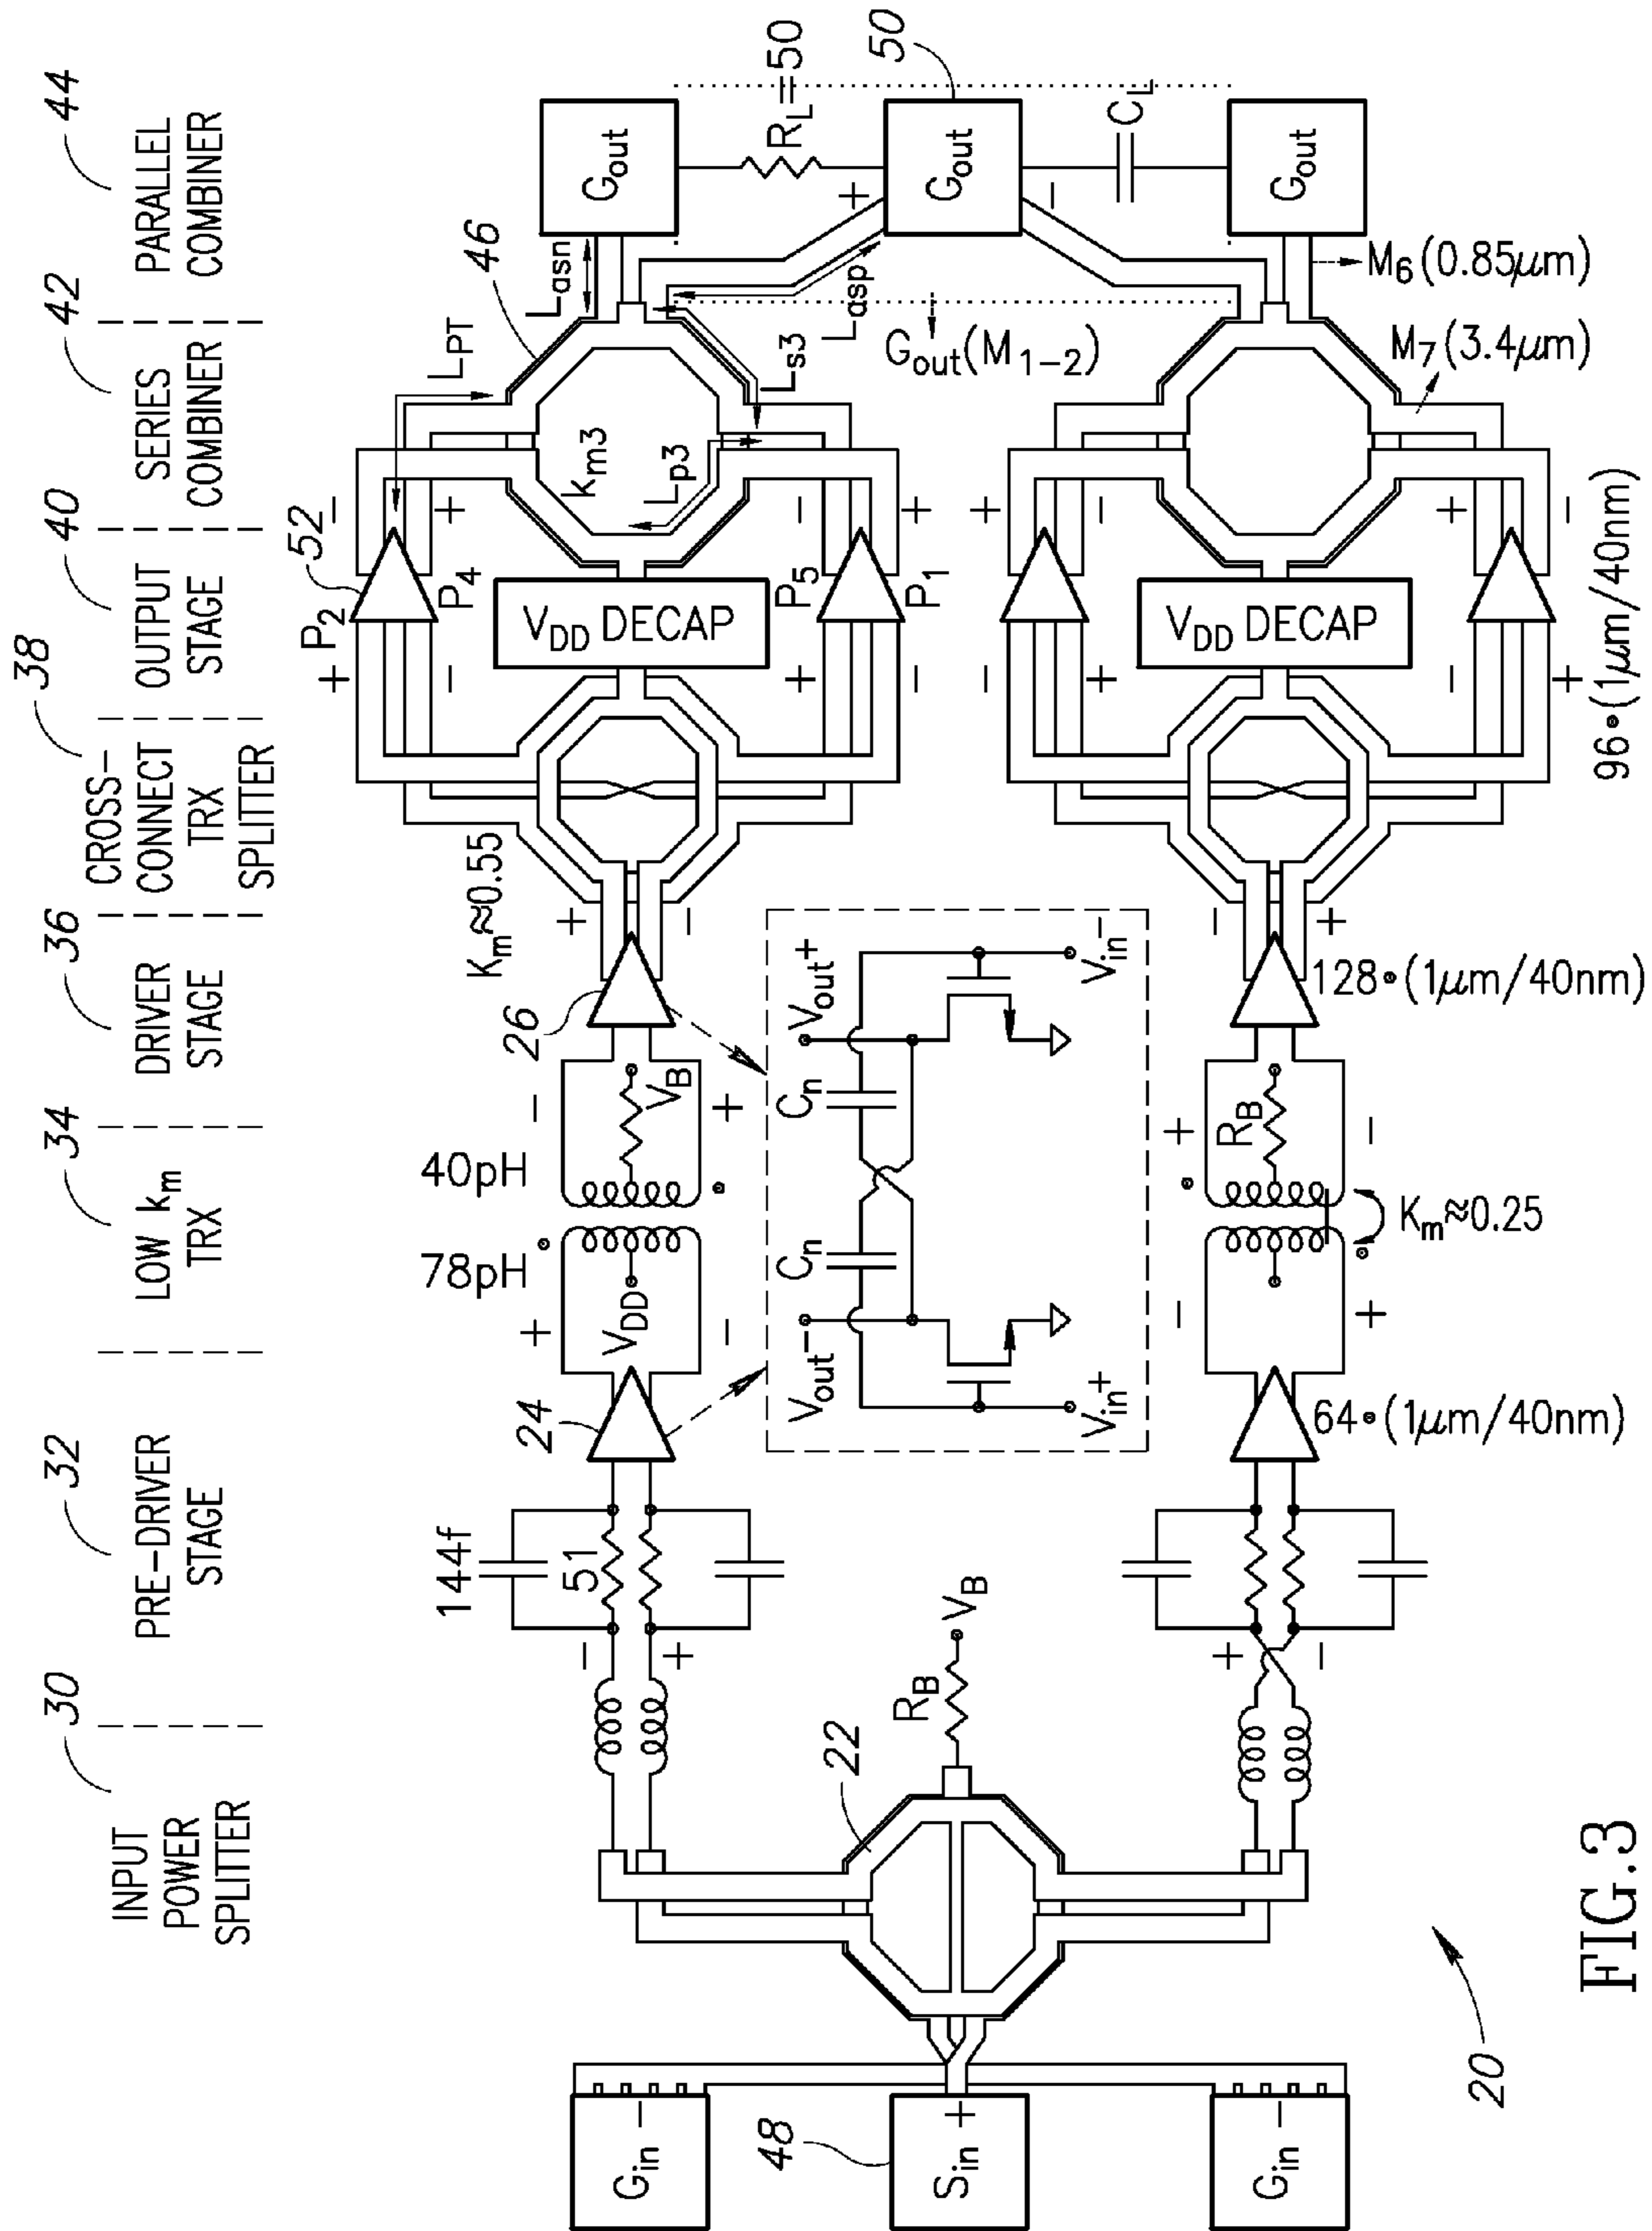 30
32
34
36
38
40
42
44
INPUT
POWER
SPLITTER
PRE-DRIVER
STAGE
LOW km
TRX
DRIVER
STAGE
CROSS-
CONNECT
TRX
SPLITTER
OUTPUT
STAGE
SERIES
COMBINER
PARALLEL
COMBINER
Gin −
Sin +
Gin −
48
22
RB
VB
144f
51
−
+
+
−
24
26
+
−
VDD
78pH
40pH
−
+
VB
Km≈0.55
+
−
Vout−
Vout+
Cn
Cn
Vin+
Vin−
64•(1μm/40nm)
−
+
+
−
RB
Km≈0.25
128•(1μm/40nm)
−
+
P2
52
P4
P5
P1
+
−
+
−
−
+
−
+
VDD DECAP
LPT
46
km3
Lp3
Ls3
Lasn
Lasp
Gout(M1−2)
Gout
RL=50
50
+
Gout
−
CL
Gout
M6(0.85μm)
M7(3.4μm)
VDD DECAP
−
+
−
+
+
−
+
−
96•(1μm/40nm)
20
FIG.3